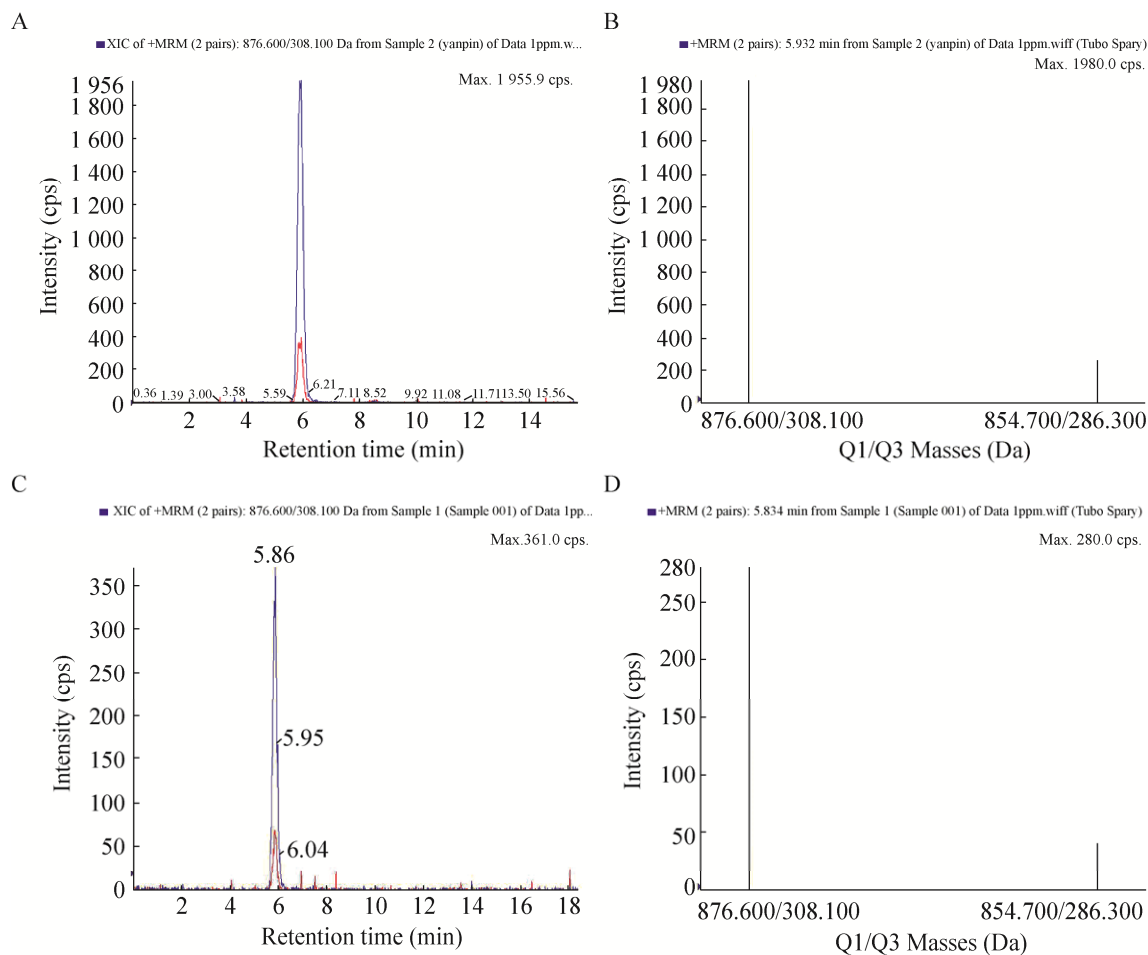 A
XIC of +MRM (2 pairs): 876.600/308.100 Da from Sample 2 (yanpin) of Data 1ppm.w...
Max. 1 955.9 cps.
1 956
1 800
1 600
1 400
1 200
1 000
800
600
400
200
0
Intensity (cps)
0.36 1.39 3.00 3.58 5.59 6.21 7.11 8.52 9.92 11.08 11.71 13.50 15.56
2 4 6 8 10 12 14
Retention time (min)
B
+MRM (2 pairs): 5.932 min from Sample 2 (yanpin) of Data 1ppm.wiff (Tubo Spary)
Max. 1980.0 cps.
1 980
1 800
1 600
1 400
1 200
1 000
800
600
400
200
0
Intensity (cps)
876.600/308.100 854.700/286.300
Q1/Q3 Masses (Da)
C
XIC of +MRM (2 pairs): 876.600/308.100 Da from Sample 1 (Sample 001) of Data 1pp...
Max.361.0 cps.
5.86
350
300
250
200
150
100
50
0
Intensity (cps)
5.95
6.04
2 4 6 8 10 12 14 16 18
Retention time (min)
D
+MRM (2 pairs): 5.834 min from Sample 1 (Sample 001) of Data 1ppm.wiff (Tubo Spary)
Max. 280.0 cps.
280
250
200
150
100
50
0
Intensity (cps)
876.600/308.100 854.700/286.300
Q1/Q3 Masses (Da)